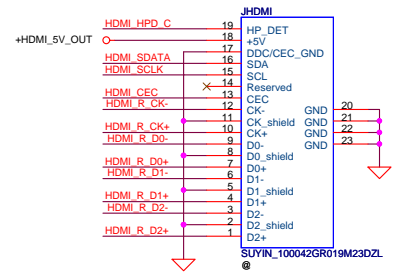 JHDMI
HDMI_HPD_C 19 HP_DET
+HDMI_5V_OUT 18 +5V
17 DDC/CEC_GND
HDMI_SDATA 16 SDA
HDMI_SCLK 15 SCL
14 Reserved
HDMI_CEC 13 CEC
HDMI_R_CK- 12 CK- GND 20
11 CK_shield GND 21
HDMI_R_CK+ 10 CK+ GND 22
HDMI_R_D0- 9 D0- GND 23
8 D0_shield
HDMI_R_D0+ 7 D0+
HDMI_R_D1- 6 D1-
5 D1_shield
HDMI_R_D1+ 4 D1+
HDMI_R_D2- 3 D2-
2 D2_shield
HDMI_R_D2+ 1 D2+
SUYIN_100042GR019M23DZL
@